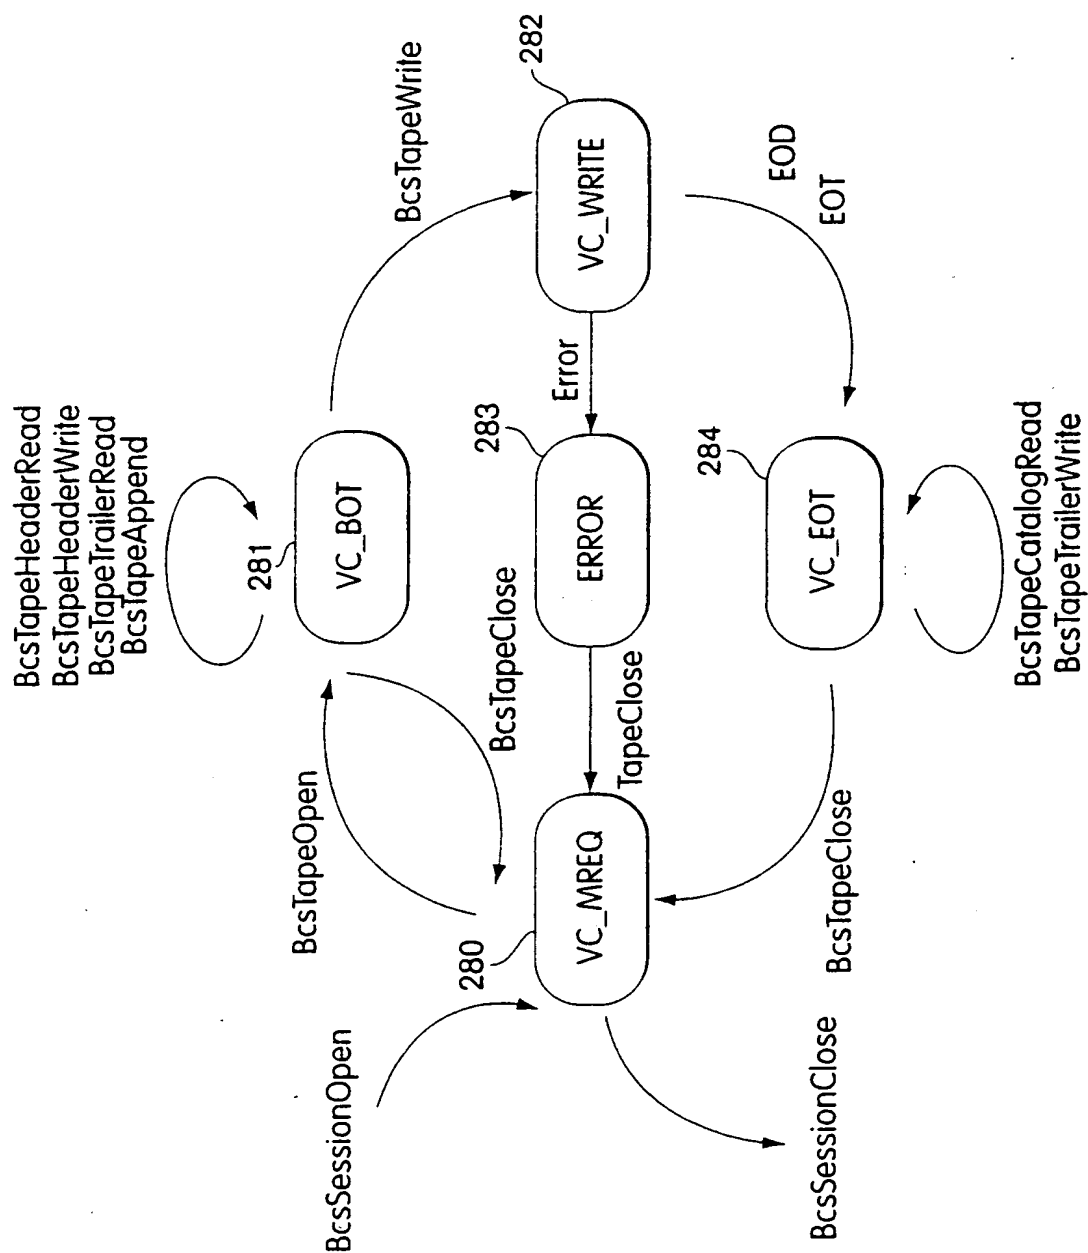 BcsTapeHeaderRead
BcsTapeHeaderWrite
BcsTapeTrailerRead
BcsTapeAppend
281
VC_BOT
BcsTapeOpen
BcsTapeClose
BcsTapeWrite
282
VC_WRITE
Error
283
ERROR
TapeClose
BcsSessionOpen
280
VC_MREQ
BcsSessionClose
BcsTapeClose
EOD
EOT
284
VC_EOT
BcsTapeCatalogRead
BcsTapeTrailerWrite